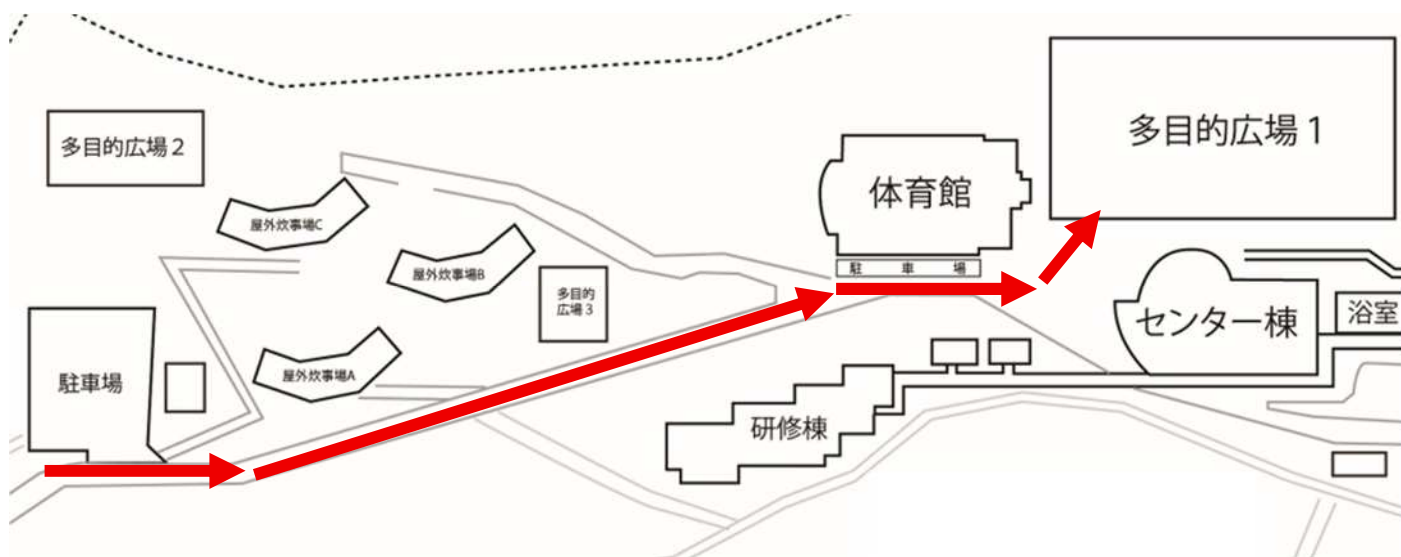 多目的広場1
多目的広場2
体育館
屋外炊事場C
屋外炊事場B
駐車場
多目的
広場3
センター棟
浴室
駐車場
屋外炊事場A
研修棟